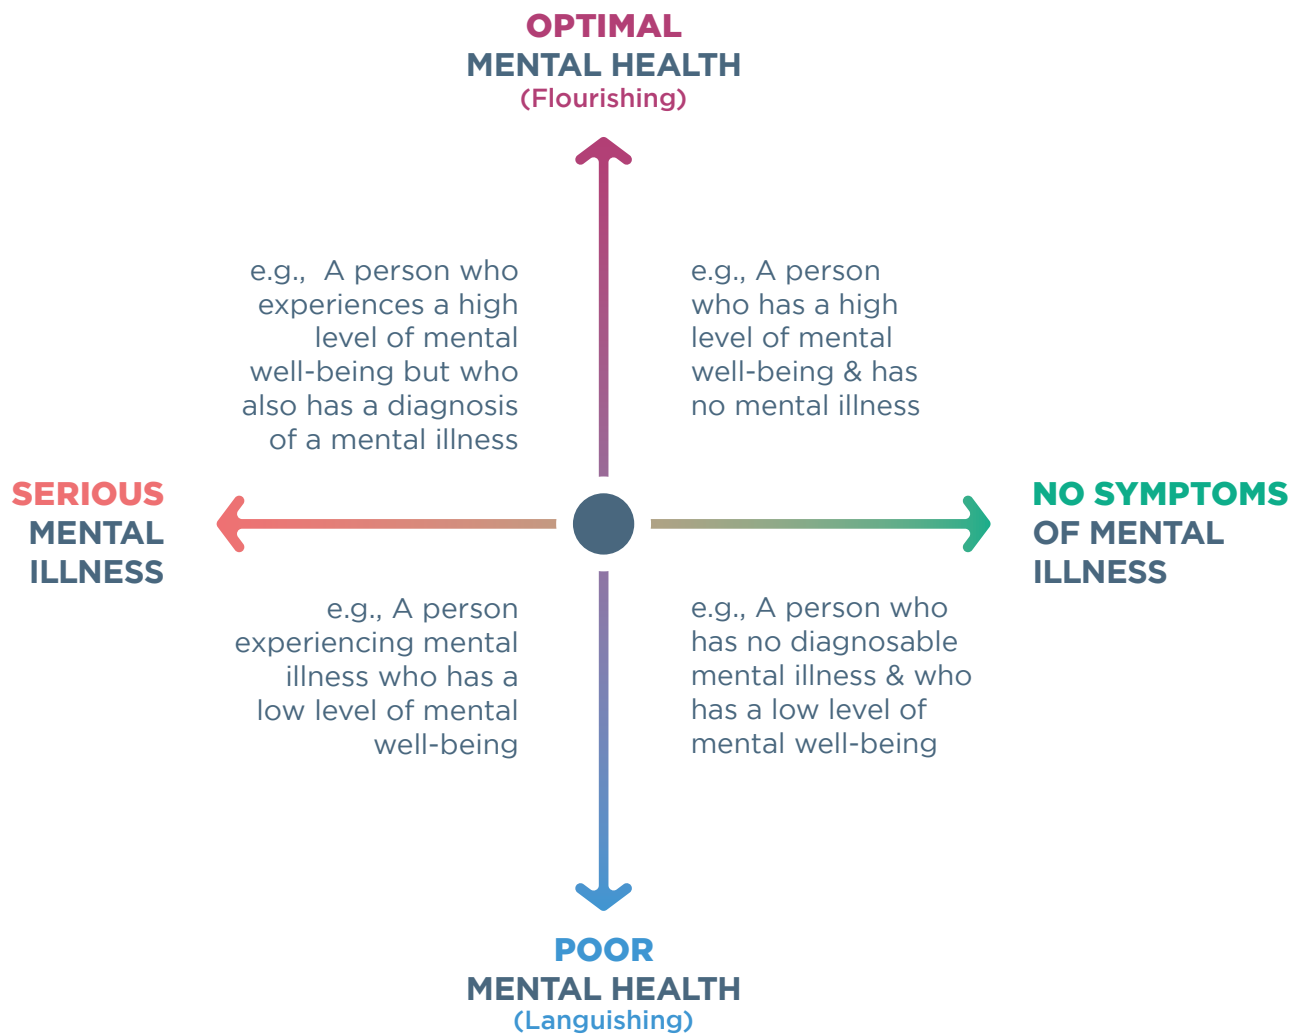 OPTIMAL
MENTAL HEALTH
(Flourishing)
e.g.,  A person who
experiences a high
level of mental
well-being but who
also has a diagnosis
of a mental illness
e.g., A person
who has a high
level of mental
well-being & has
no mental illness
SERIOUS
MENTAL
ILLNESS
NO SYMPTOMS
OF MENTAL
ILLNESS
e.g., A person
experiencing mental
illness who has a
low level of mental
well-being
e.g., A person who
has no diagnosable
mental illness & who
has a low level of
mental well-being
POOR
MENTAL HEALTH
(Languishing)